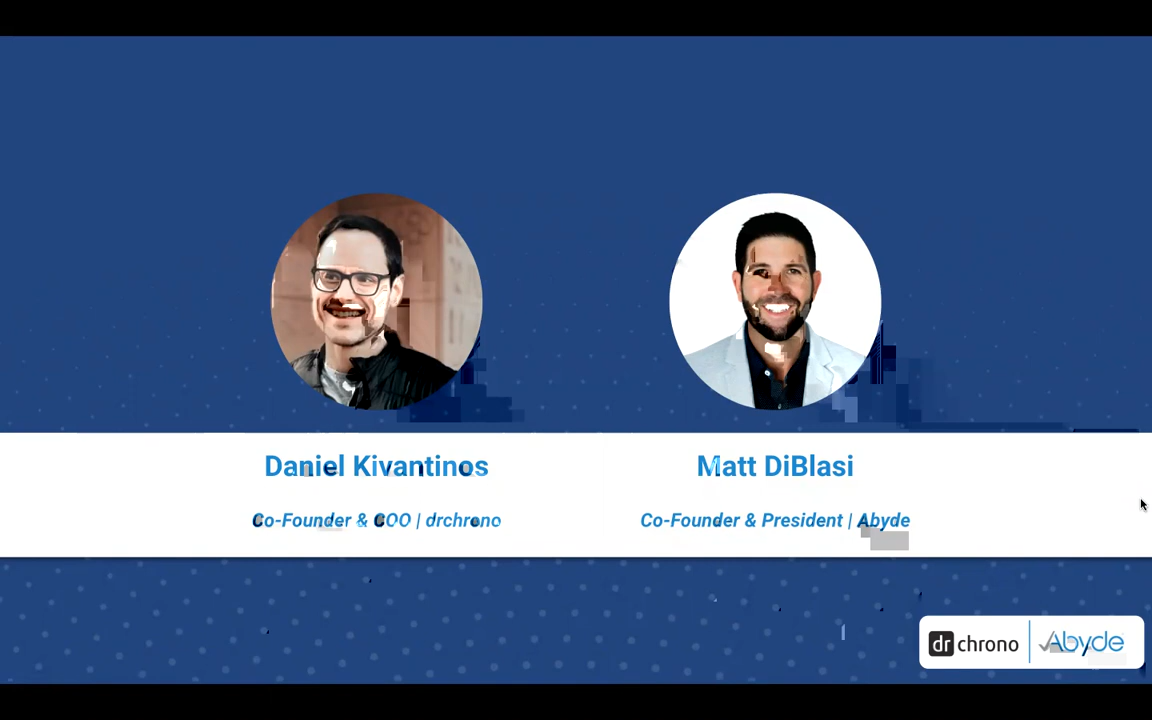 Daniel Kivantinos
Matt DiBlasi
Co-Founder & COO | drchrono
Co-Founder & President | Abyde
dr chrono | Abyde